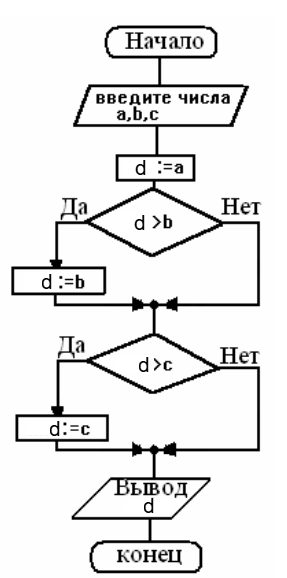 Начало
введите числа
a,b,c
d :=a
Да
d >b
Нет
d :=b
Да
d>c
Нет
d:=c
Вывод
d
конец